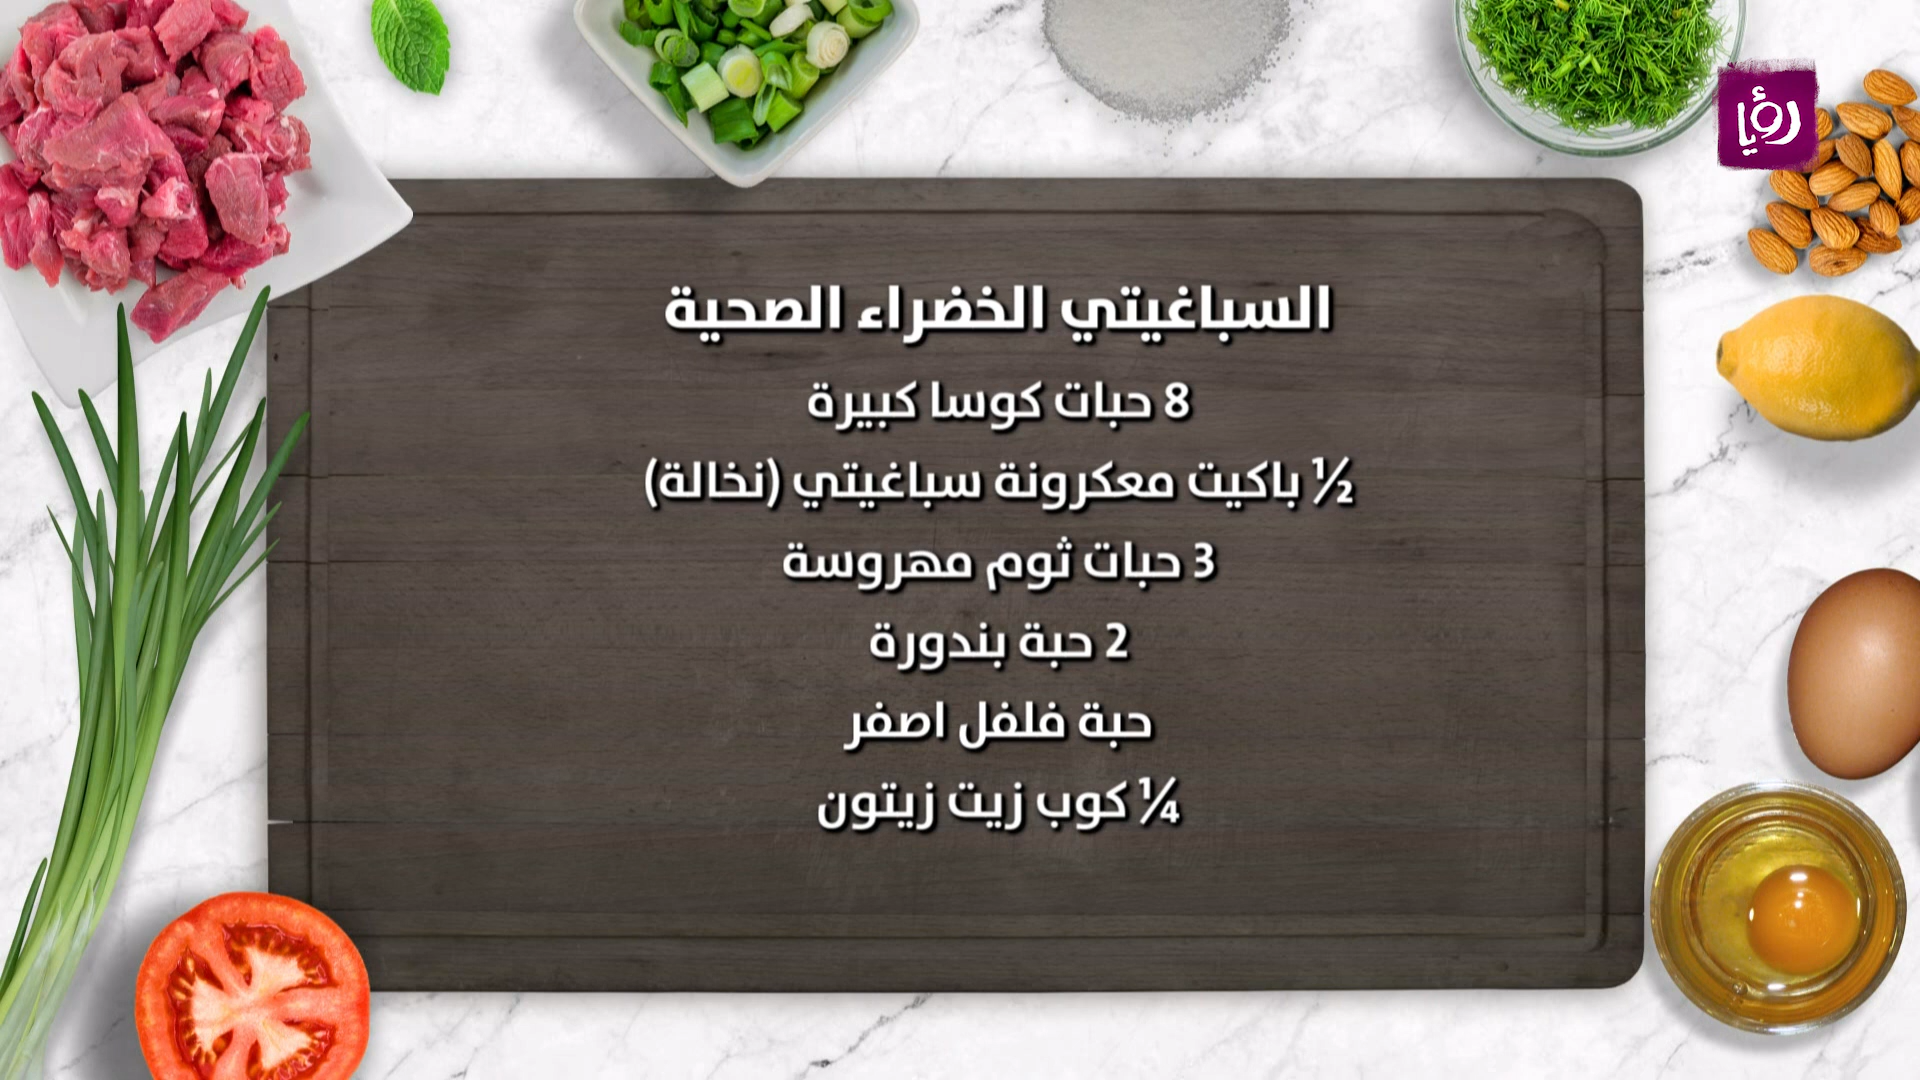 رؤيا
السباغيتي الخضراء الصحية
8 حبات كوسا كبيرة
½ باكيت معكرونة سباغيتي (نخالة)
3 حبات ثوم مهروسة
2 حبة بندورة
حبة فلفل اصفر
¼ كوب زيت زيتون